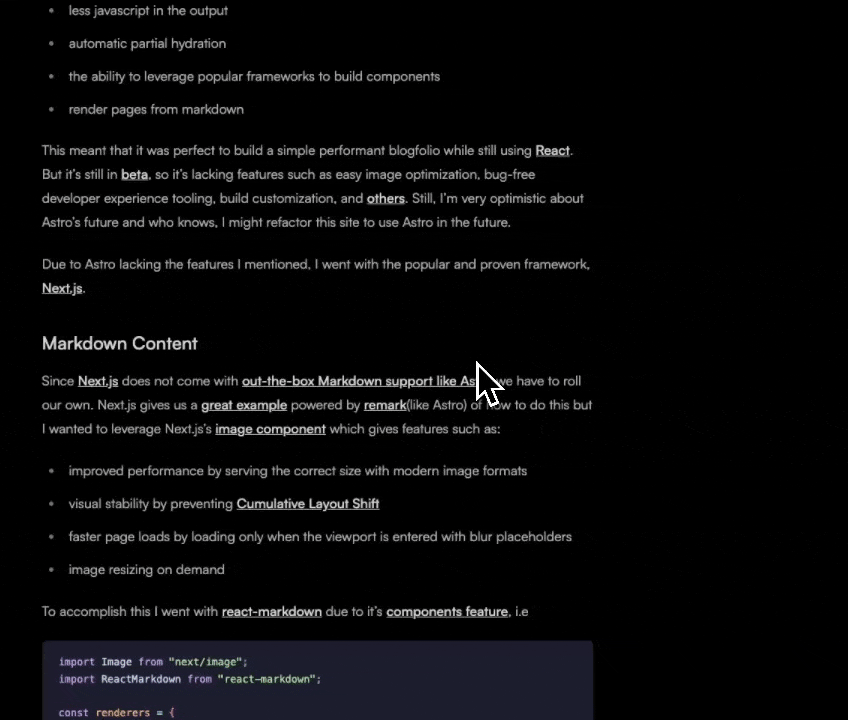 less javascript in the output
automatic partial hydration
the ability to leverage popular frameworks to build components
render pages from markdown
This meant that it was perfect to build a simple performant blogfolio while still using React.
But it's still in beta, so it's lacking features such as easy image optimization, bug-free
developer experience tooling, build customization, and others. Still, I'm very optimistic about
Astro's future and who knows, I might refactor this site to use Astro in the future.
Due to Astro lacking the features I mentioned, I went with the popular and proven framework,
Next.js.
Markdown Content
Since Next.js does not come with out-the-box Markdown support like we have to roll
our own. Next.js gives us a great example powered by remark(like Astro) of how to do this but
I wanted to leverage Next.js's image component which gives features such as:
improved performance by serving the correct size with modern image formats
visual stability by preventing Cumulative Layout Shift
faster page loads by loading only when the viewport is entered with blur placeholders
image resizing on demand
To accomplish this I went with react-markdown due to it's components feature, i.e
import Image from "next/image";
import ReactMarkdown from "react-markdown";
const renderers = {